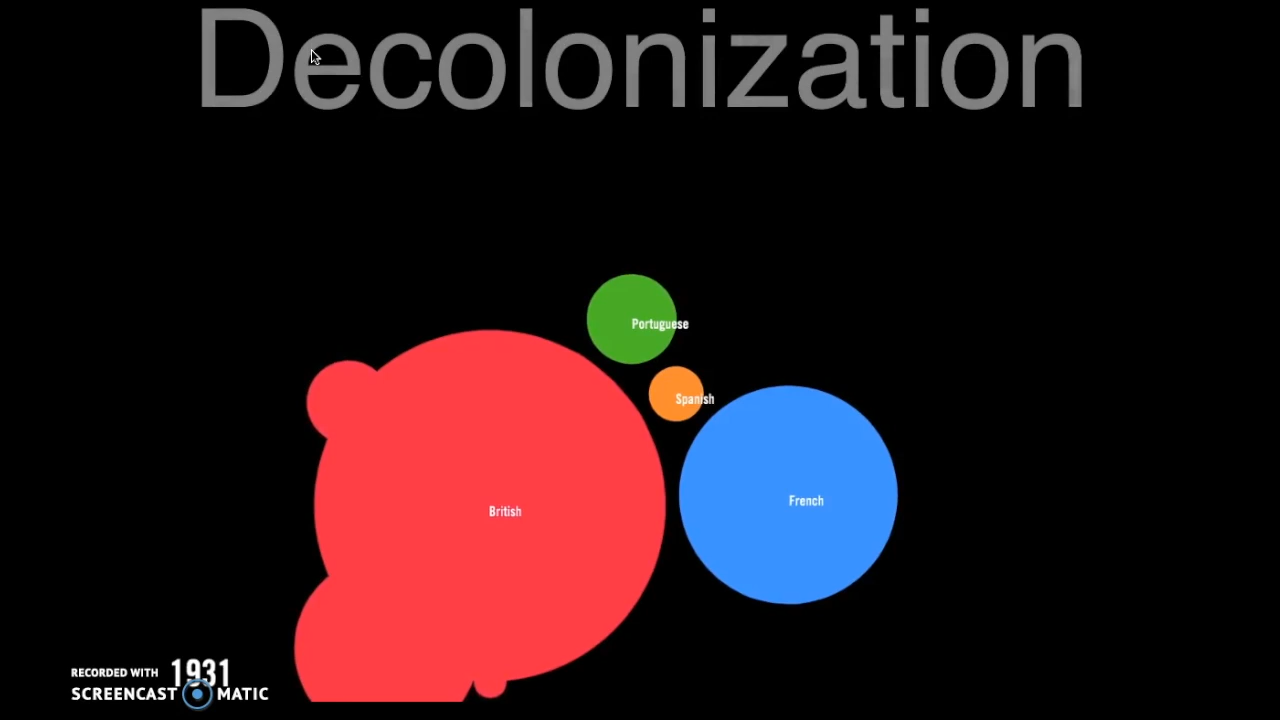 Decolonization
Portuguese
Spanish
French
British
1931
RECORDED WITH
SCREENCAST MATIC